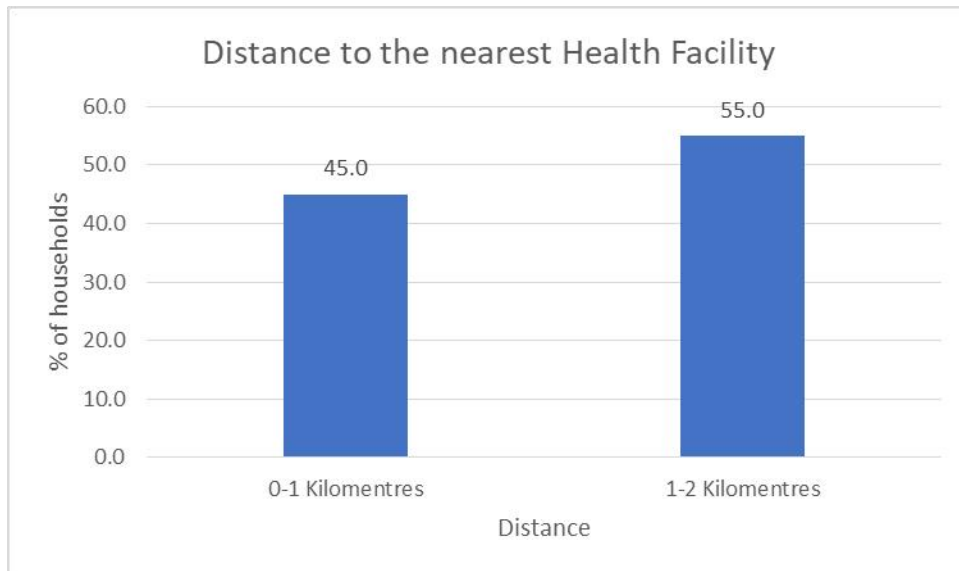 Distance to the nearest Health Facility
60.0
50.0
40.0
30.0
20.0
10.0
0.0
% of households
45.0
55.0
0-1 Kilomentres
1-2 Kilomentres
Distance